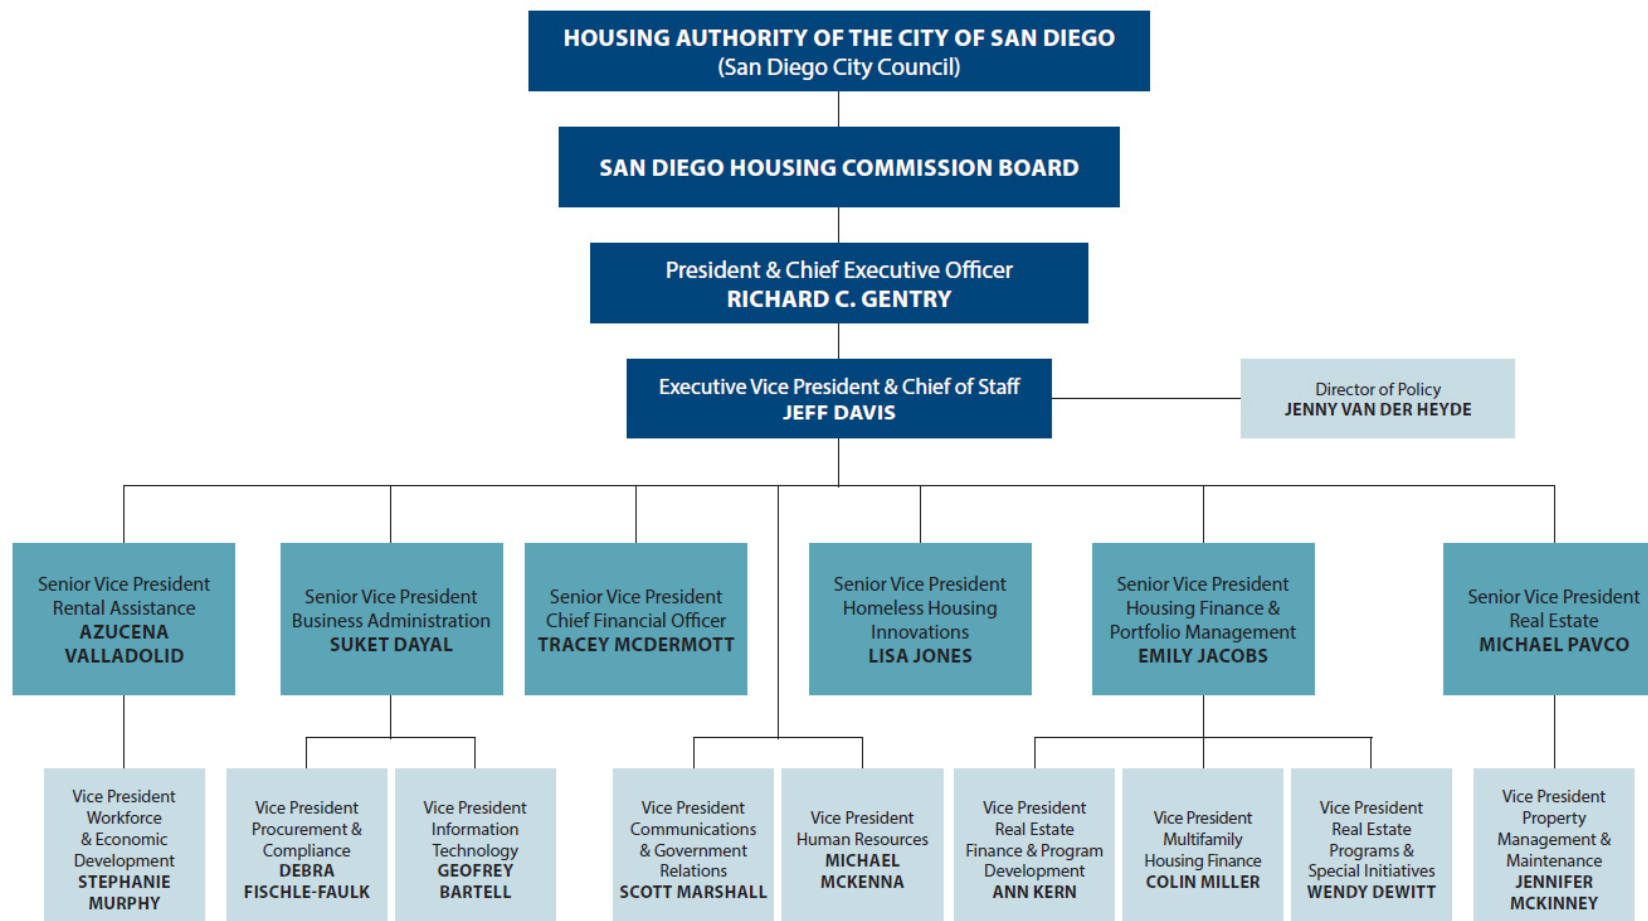 HOUSING AUTHORITY OF THE CITY OF SAN DIEGO
(San Diego City Council)
SAN DIEGO HOUSING COMMISSION BOARD
President & Chief Executive Officer
RICHARD C. GENTRY
Executive Vice President & Chief of Staff
JEFF DAVIS
Director of Policy
JENNY VAN DER HEYDE
Senior Vice President
Rental Assistance
AZUCENA
VALLADOLID
Senior Vice President
Business Administration
SUKET DAYAL
Senior Vice President
Chief Financial Officer
TRACEY MCDERMOTT
Senior Vice President
Homeless Housing
Innovations
LISA JONES
Senior Vice President
Housing Finance &
Portfolio Management
EMILY JACOBS
Senior Vice President
Real Estate
MICHAEL PAVCO
Vice President
Workforce
& Economic
Development
STEPHANIE
MURPHY
Vice President
Procurement &
Compliance
DEBRA
FISCHLE-FAULK
Vice President
Information
Technology
GEOFREY
BARTELL
Vice President
Communications
& Government
Relations
SCOTT MARSHALL
Vice President
Human Resources
MICHAEL
MCKENNA
Vice President
Real Estate
Finance & Program
Development
ANN KERN
Vice President
Multifamily
Housing Finance
COLIN MILLER
Vice President
Real Estate
Programs &
Special Initiatives
WENDY DEWITT
Vice President
Property
Management &
Maintenance
JENNIFER
MCKINNEY